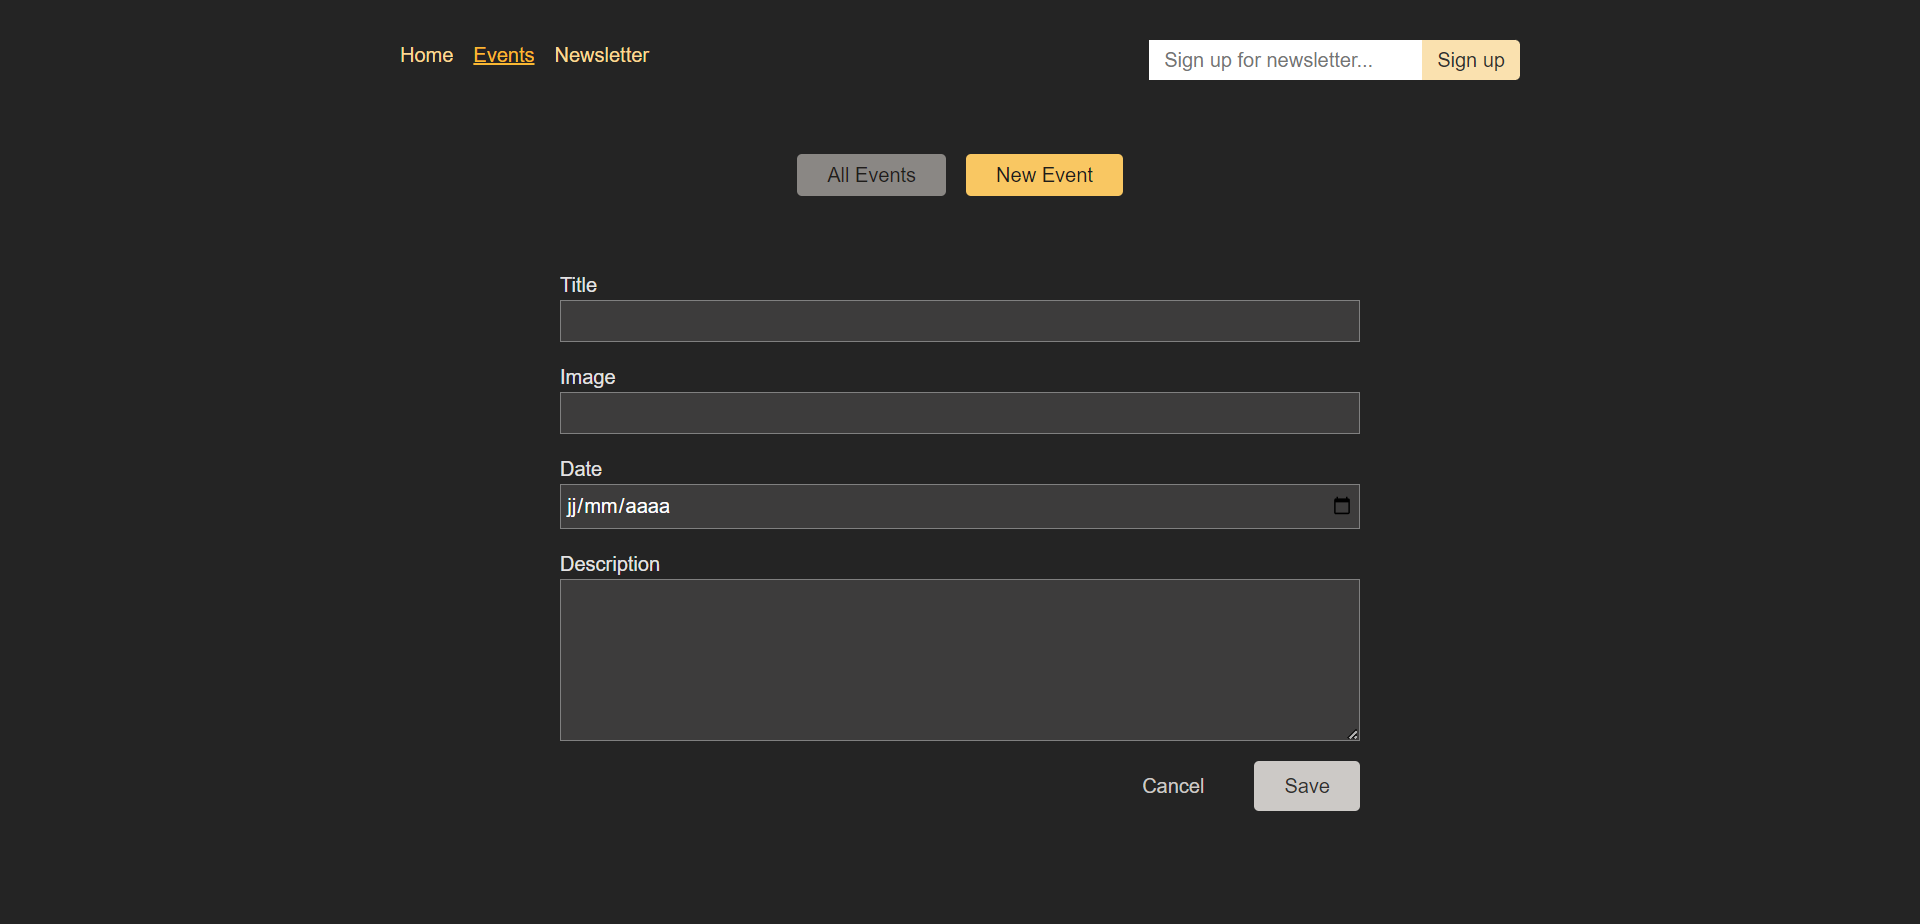 Home Events Newsletter
Sign up for newsletter... Sign up
All Events New Event
Title
Image
Date
jj/mm/aaaa
Description
Cancel Save